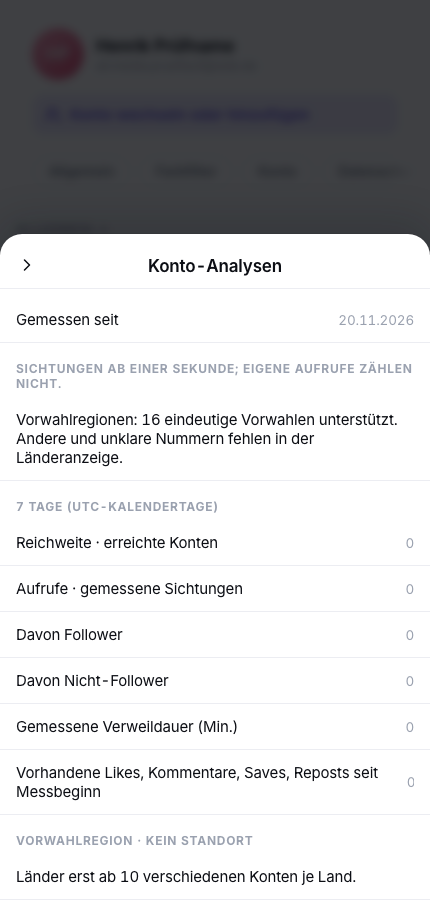 Konto-Analysen
Gemessen seit
20.11.2026
SICHTUNGEN AB EINER SEKUNDE; EIGENE AUFRUFE ZÄHLEN
NICHT.
Vorwahlregionen: 16 eindeutige Vorwahlen unterstützt.
Andere und unklare Nummern fehlen in der
Länderanzeige.
7 TAGE (UTC-KALENDERTAGE)
Reichweite · erreichte Konten
0
Aufrufe · gemessene Sichtungen
0
Davon Follower
0
Davon Nicht-Follower
0
Gemessene Verweildauer (Min.)
0
Vorhandene Likes, Kommentare, Saves, Reposts seit
Messbeginn
0
VORWAHLREGION · KEIN STANDORT
Länder erst ab 10 verschiedenen Konten je Land.